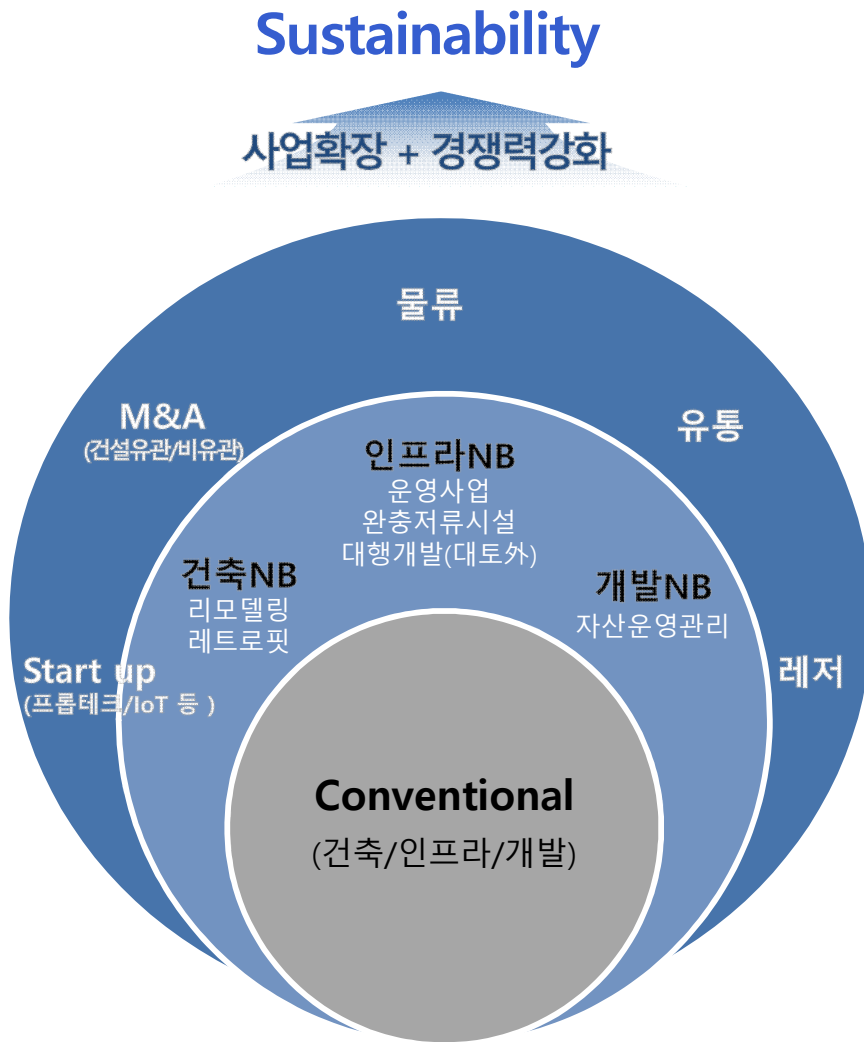 Sustainability
사업확장 + 경쟁력강화
물류
M&A
(건설유관/비유관)
유통
인프라NB
운영사업
완충저류시설
대행개발(대토外)
건축NB
리모델링
레트로핏
개발NB
자산운영관리
Start up
(프롭테크/IoT 등 )
레저
Conventional
(건축/인프라/개발)